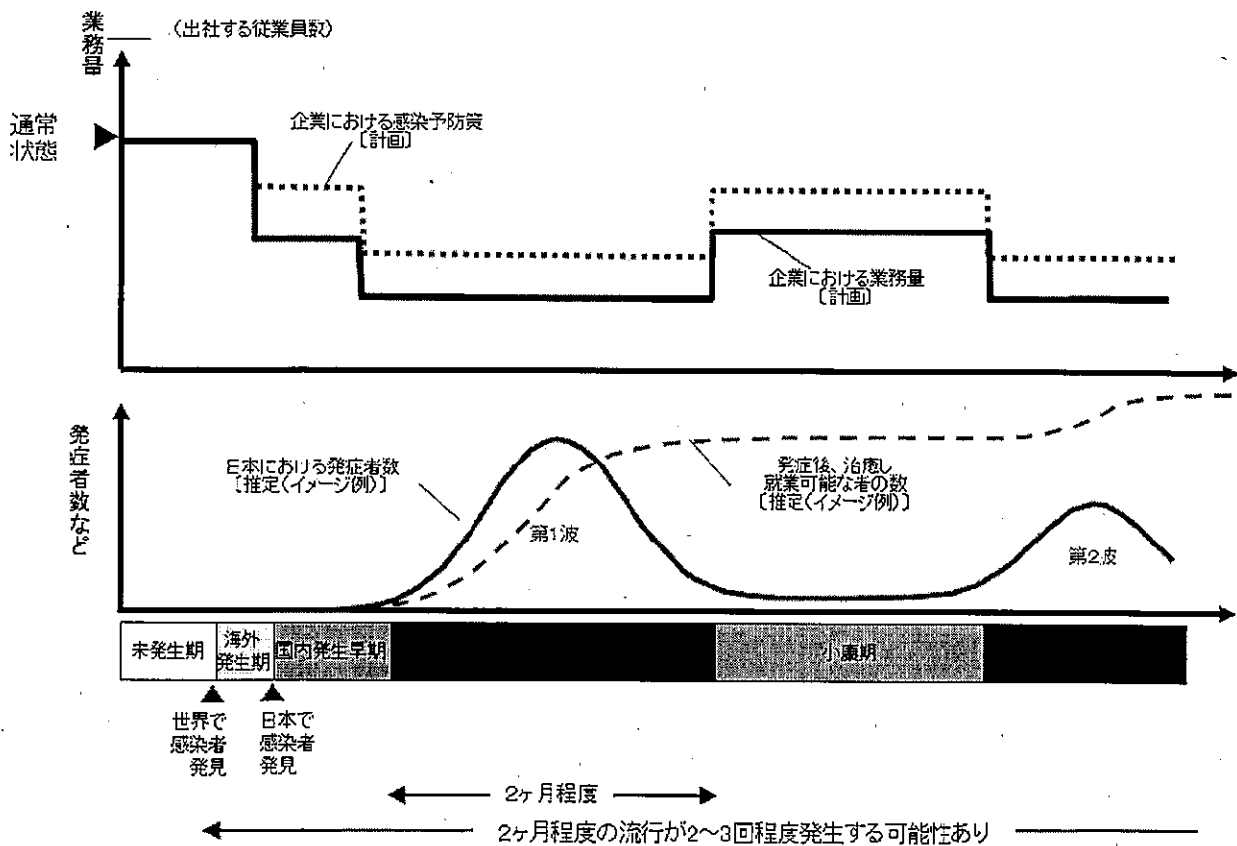 業務量
（出社する従業員数）
通常
状態
企業における感染予防策
〔計画〕
企業における業務量
〔計画〕
発症者数など
日本における発症者数
〔推定（イメージ例）〕
発症後、治癒し
就業可能な者の数
〔推定（イメージ例）〕
第1波
第2波
未発生期
海外
発生期
国内発生早期
小康期
世界で
感染者
発見
日本で
感染者
発見
2ヶ月程度
2ヶ月程度の流行が2～3回程度発生する可能性あり